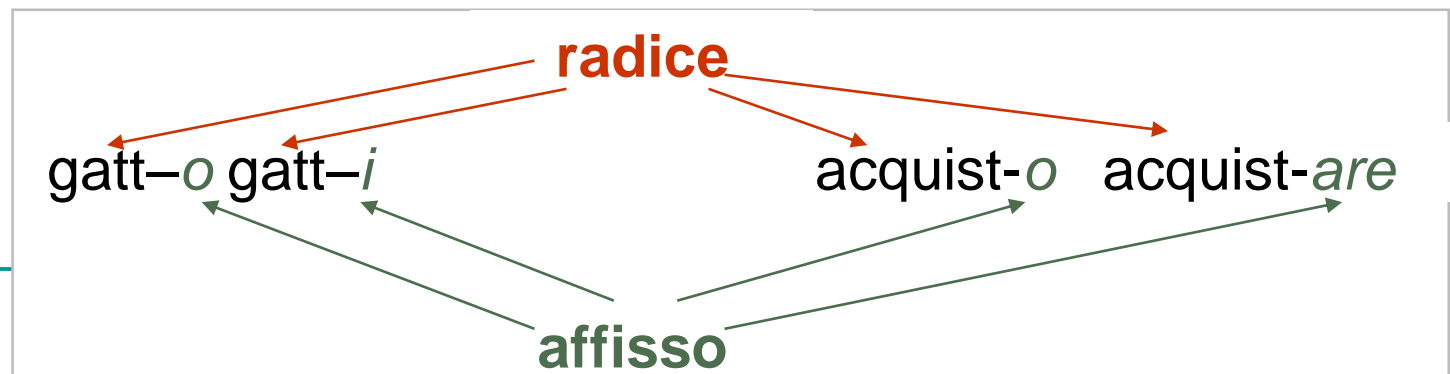 radice
gatt–o gatt–i acquist-o acquist-are
affisso